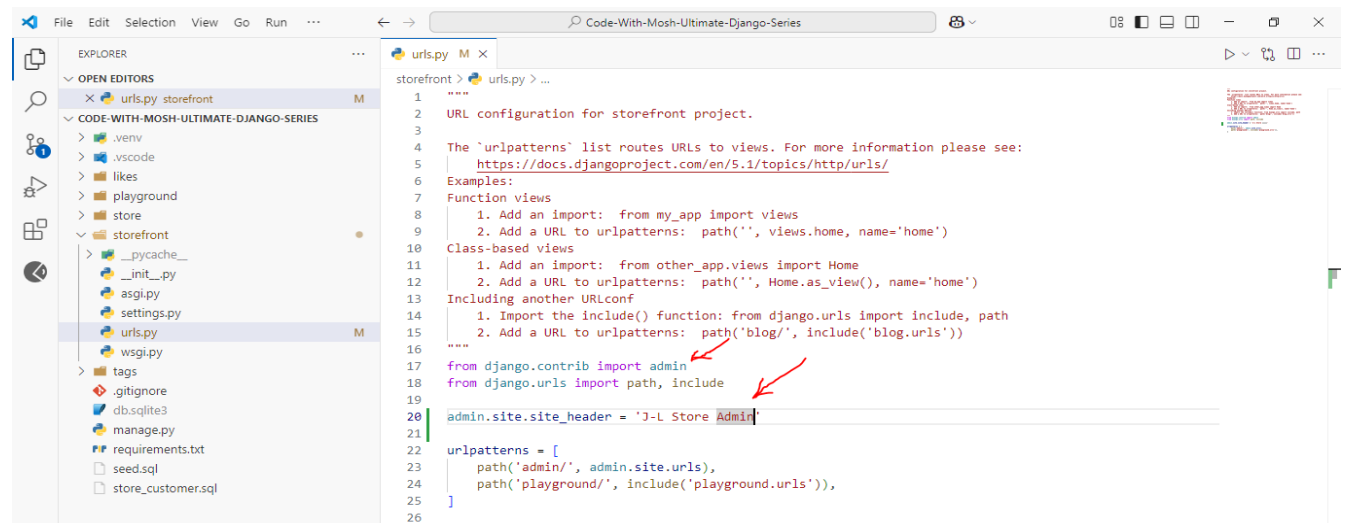 File Edit Selection View Go Run ···
Code-With-Mosh-Ultimate-Django-Series
EXPLORER
OPEN EDITORS
urls.py storefront M
CODE-WITH-MOSH-ULTIMATE-DJANGO-SERIES
.venv
.vscode
likes
playground
store
storefront
__pycache__
__init__.py
asgi.py
settings.py
urls.py M
wsgi.py
tags
.gitignore
db.sqlite3
manage.py
requirements.txt
seed.sql
store_customer.sql
1
urls.py M
storefront > urls.py > ...
1 """
2 URL configuration for storefront project.
3
4 The `urlpatterns` list routes URLs to views. For more information please see:
5     https://docs.djangoproject.com/en/5.1/topics/http/urls/
6 Examples:
7 Function views
8     1. Add an import:  from my_app import views
9     2. Add a URL to urlpatterns:  path('', views.home, name='home')
10 Class-based views
11     1. Add an import:  from other_app.views import Home
12     2. Add a URL to urlpatterns:  path('', Home.as_view(), name='home')
13 Including another URLconf
14     1. Import the include() function: from django.urls import include, path
15     2. Add a URL to urlpatterns:  path('blog/', include('blog.urls'))
16 """
17 from django.contrib import admin
18 from django.urls import path, include
19
20 admin.site.site_header = 'J-L Store Admin'
21
22 urlpatterns = [
23     path('admin/', admin.site.urls),
24     path('playground/', include('playground.urls')),
25 ]
26